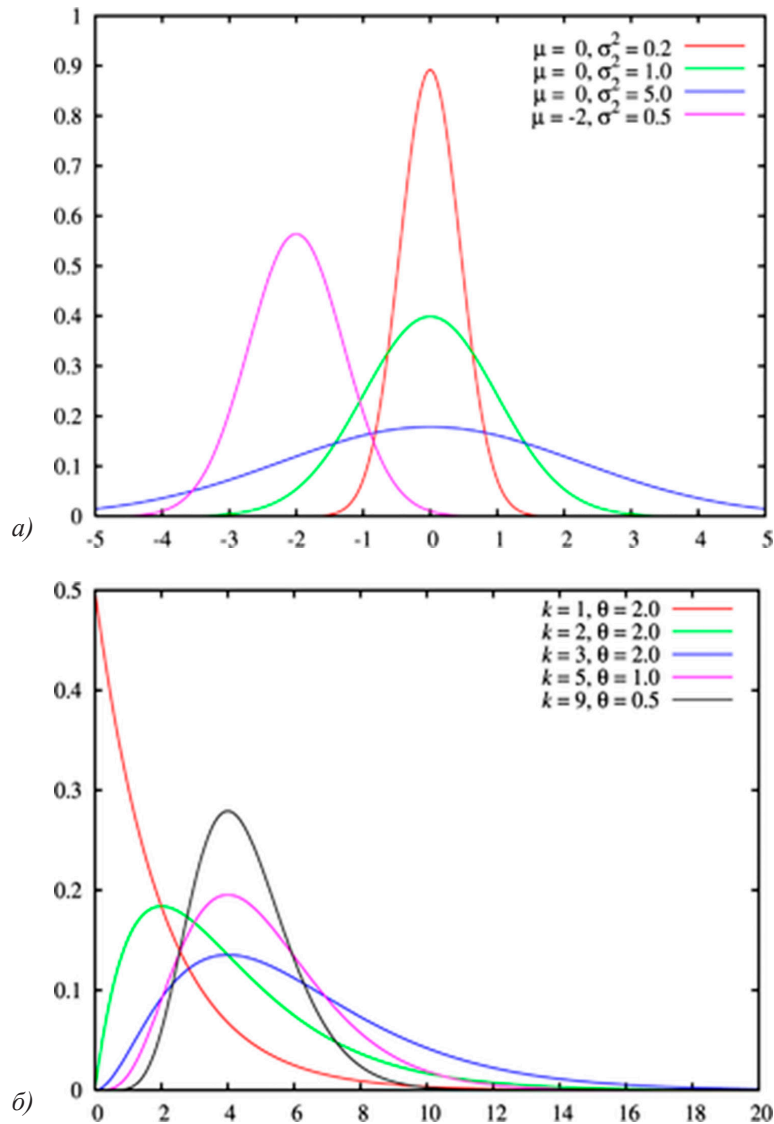 1
μ = 0, σ² = 0.2
0.9
μ = 0, σ² = 1.0
μ = 0, σ² = 5.0
0.8
μ = -2, σ² = 0.5
0.7
0.6
0.5
0.4
0.3
0.2
0.1
а)
0
-5 -4 -3 -2 -1 0 1 2 3 4 5
0.5
k = 1, θ = 2.0
k = 2, θ = 2.0
k = 3, θ = 2.0
0.4
k = 5, θ = 1.0
k = 9, θ = 0.5
0.3
0.2
0.1
б)
0
0 2 4 6 8 10 12 14 16 18 20